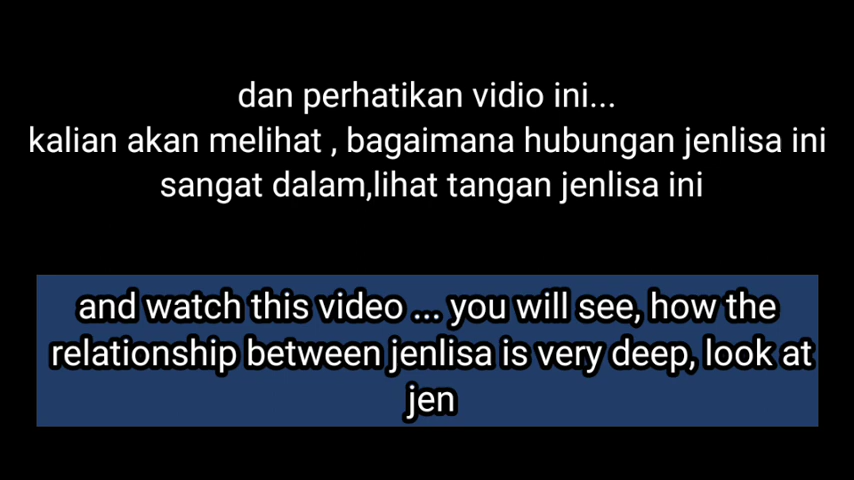 dan perhatikan vidio ini...
kalian akan melihat , bagaimana hubungan jenlisa ini
sangat dalam,lihat tangan jenlisa ini
and watch this video ... you will see, how the
relationship between jenlisa is very deep, look at
jen